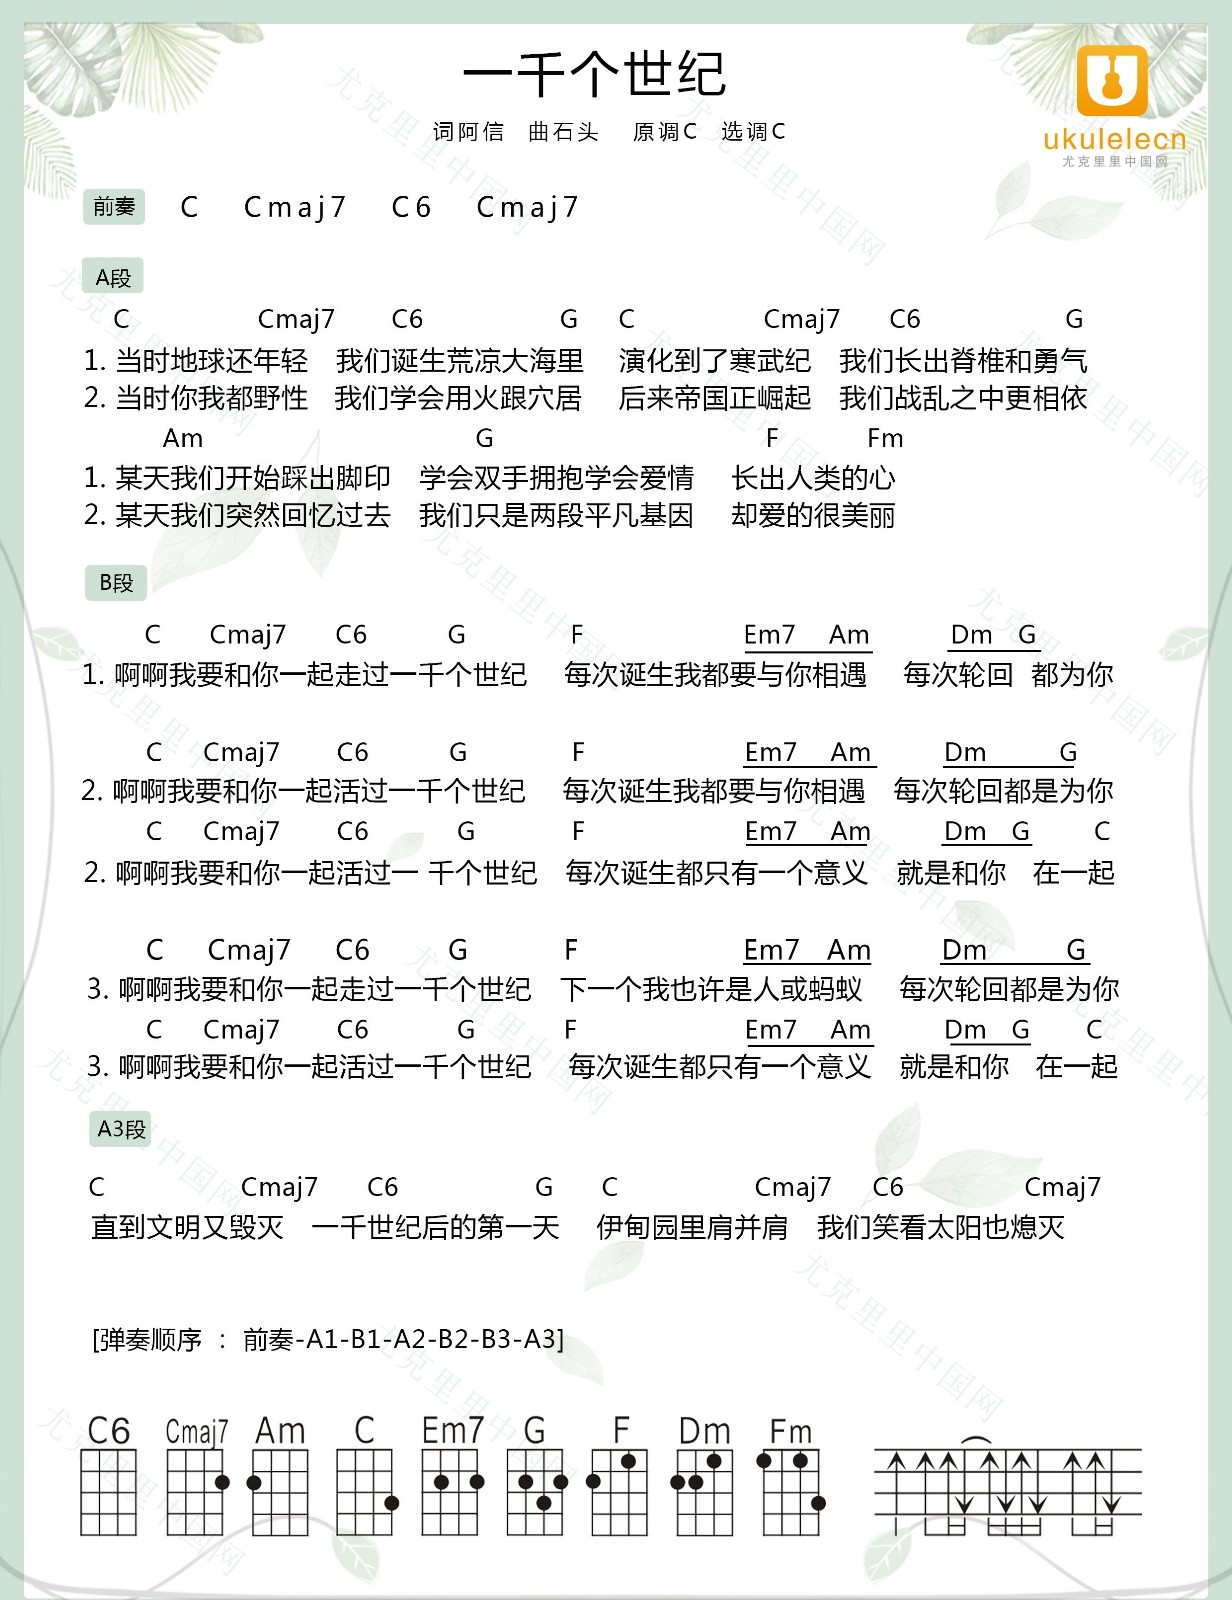 一千个世纪
词阿信 曲石头 原调C 选调C
ukulelecn
尤克里里中国网
前奏 C Cmaj7 C6 Cmaj7
A段
C Cmaj7 C6 G C Cmaj7 C6 G
1. 当时地球还年轻 我们诞生荒凉大海里 演化到了寒武纪 我们长出脊椎和勇气
2. 当时你我都野性 我们学会用火跟穴居 后来帝国正崛起 我们战乱之中更相依
Am G F Fm
1. 某天我们开始踩出脚印 学会双手拥抱学会爱情 长出人类的心
2. 某天我们突然回忆过去 我们只是两段平凡基因 却爱的很美丽
B段
C Cmaj7 C6 G F Em7 Am Dm G
1. 啊啊我要和你一起走过一千个世纪 每次诞生我都要与你相遇 每次轮回 都为你
C Cmaj7 C6 G F Em7 Am Dm G
2. 啊啊我要和你一起活过一千个世纪 每次诞生我都要与你相遇 每次轮回都是为你
C Cmaj7 C6 G F Em7 Am Dm G C
2. 啊啊我要和你一起活过一 千个世纪 每次诞生都只有一个意义 就是和你 在一起
C Cmaj7 C6 G F Em7 Am Dm G
3. 啊啊我要和你一起走过一千个世纪 下一个我也许是人或蚂蚁 每次轮回都是为你
C Cmaj7 C6 G F Em7 Am Dm G C
3. 啊啊我要和你一起活过一千个世纪 每次诞生都只有一个意义 就是和你 在一起
A3段
C Cmaj7 C6 G C Cmaj7 C6 Cmaj7
直到文明又毁灭 一千世纪后的第一天 伊甸园里肩并肩 我们笑看太阳也熄灭
[弹奏顺序 : 前奏-A1-B1-A2-B2-B3-A3]
C6 Cmaj7 Am C Em7 G F Dm Fm